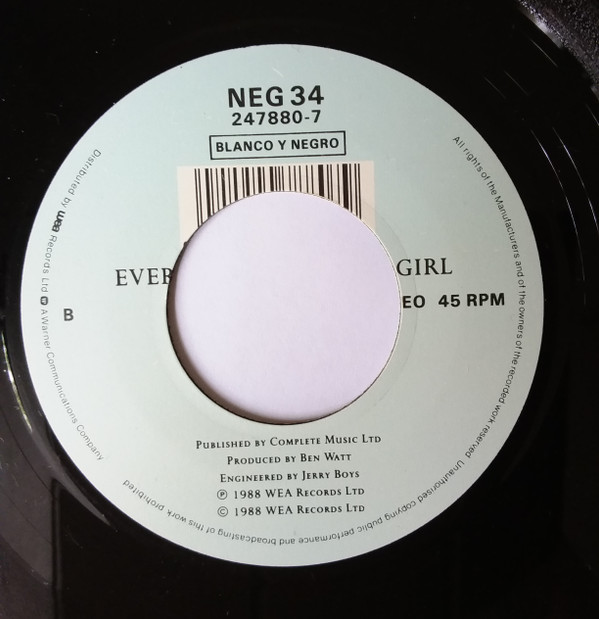 NEG 34
247880-7
BLANCO Y NEGRO
EVER GIRL
B
EO 45 RPM
PUBLISHED BY COMPLETE MUSIC LTD
PRODUCED BY BEN WATT
ENGINEERED BY JERRY BOYS
Ⓟ 1988 WEA RECORDS LTD
© 1988 WEA RECORDS LTD
Distributed by wea Records Ltd. A Warner Communications Company
All rights of the Manufacturers and of the owners of the recorded work reserved Unauthorised copying public performance and broadcasting of this work prohibited